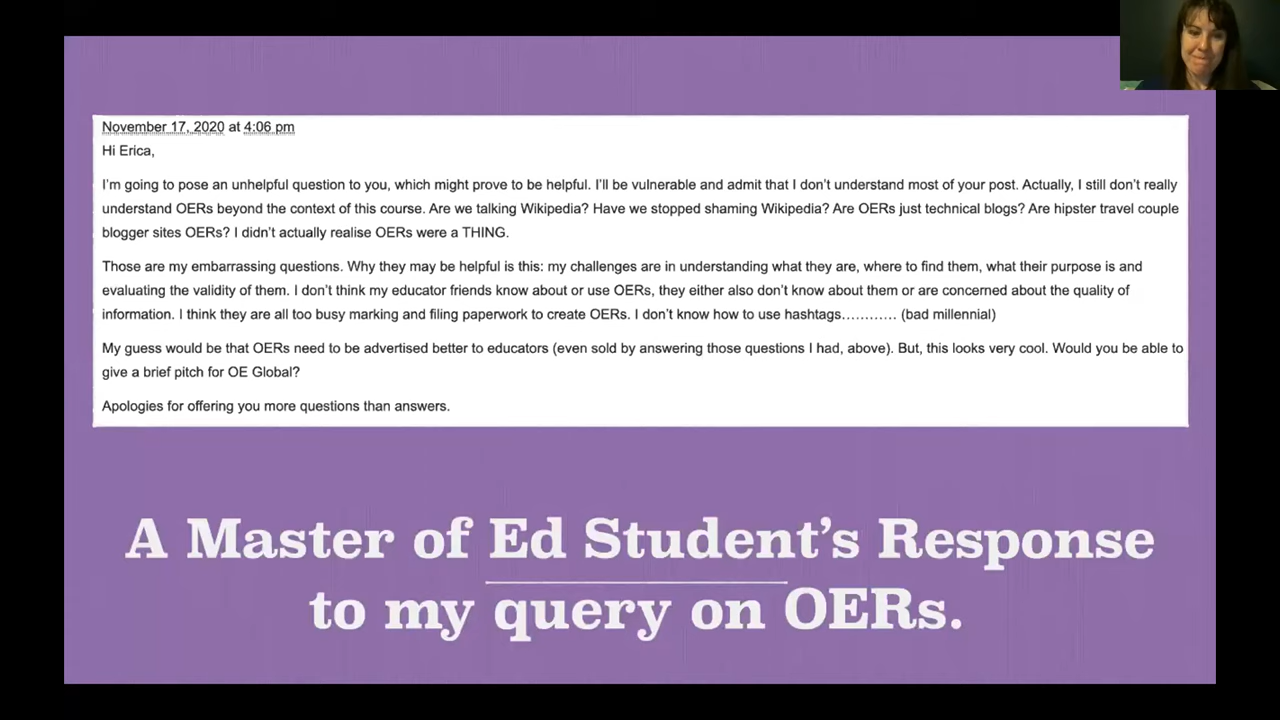 November 17, 2020 at 4:06 pm
Hi Erica,
I'm going to pose an unhelpful question to you, which might prove to be helpful. I'll be vulnerable and admit that I don't understand most of your post. Actually, I still don't really
understand OERs beyond the context of this course. Are we talking Wikipedia? Have we stopped shaming Wikipedia? Are OERs just technical blogs? Are hipster travel couple
blogger sites OERs? I didn't actually realise OERs were a THING.
Those are my embarrassing questions. Why they may be helpful is this: my challenges are in understanding what they are, where to find them, what their purpose is and
evaluating the validity of them. I don't think my educator friends know about or use OERs, they either also don't know about them or are concerned about the quality of
information. I think they are all too busy marking and filing paperwork to create OERs. I don't know how to use hashtags………… (bad millennial)
My guess would be that OERs need to be advertised better to educators (even sold by answering those questions I had, above). But, this looks very cool. Would you be able to
give a brief pitch for OE Global?
Apologies for offering you more questions than answers.
A Master of Ed Student's Response
to my query on OERs.